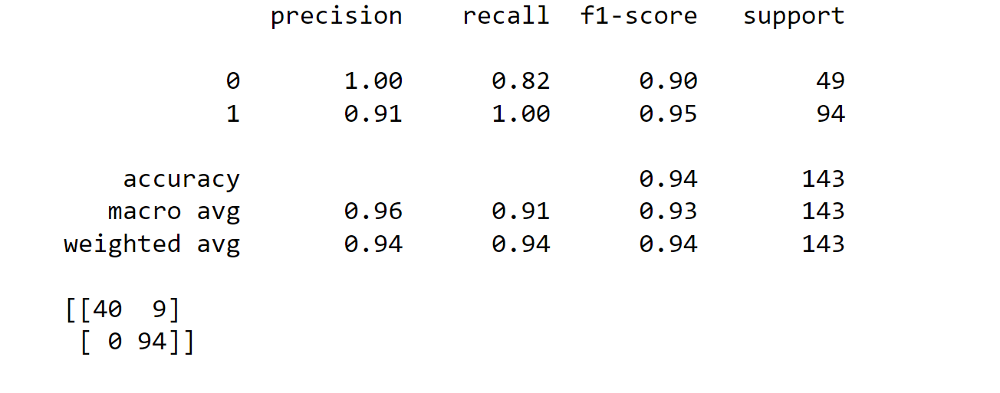 precision recall f1-score support
0 1.00 0.82 0.90 49
1 0.91 1.00 0.95 94
accuracy 0.94 143
macro avg 0.96 0.91 0.93 143
weighted avg 0.94 0.94 0.94 143
[[40 9]
[ 0 94]]